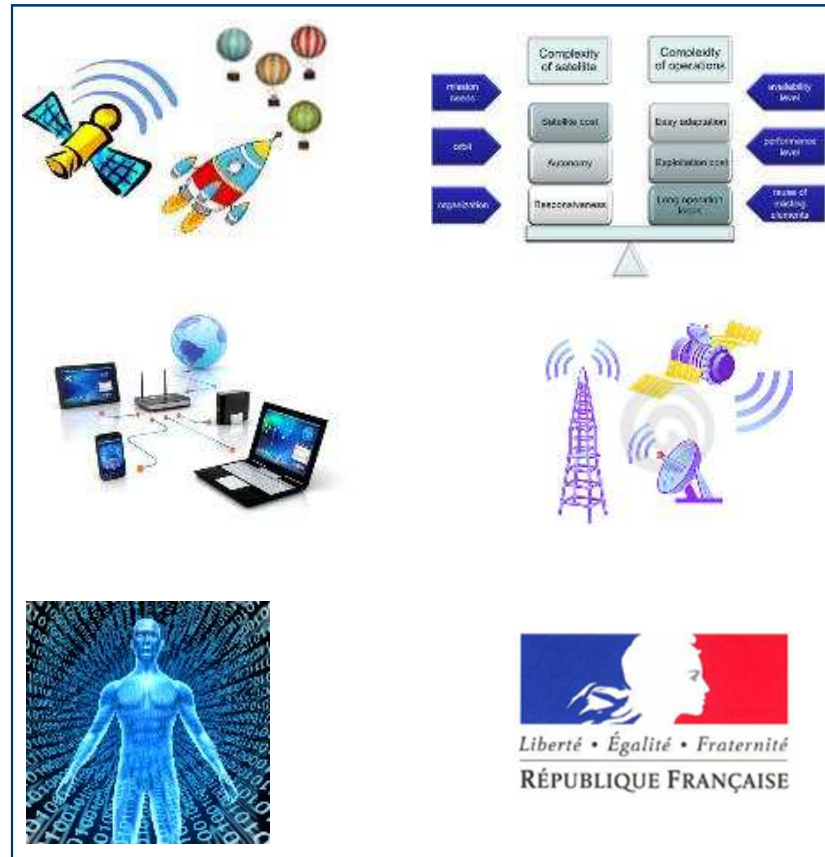 Complexity
of satellite
Complexity
of operations
mission
needs
availability
level
Satellite cost
Easy adaptation
orbit
performance
level
Autonomy
Exploitation cost
organization
Responsiveness
Long operation
reuse of
existing
elements
Liberté • Égalité • Fraternité
RÉPUBLIQUE FRANÇAISE